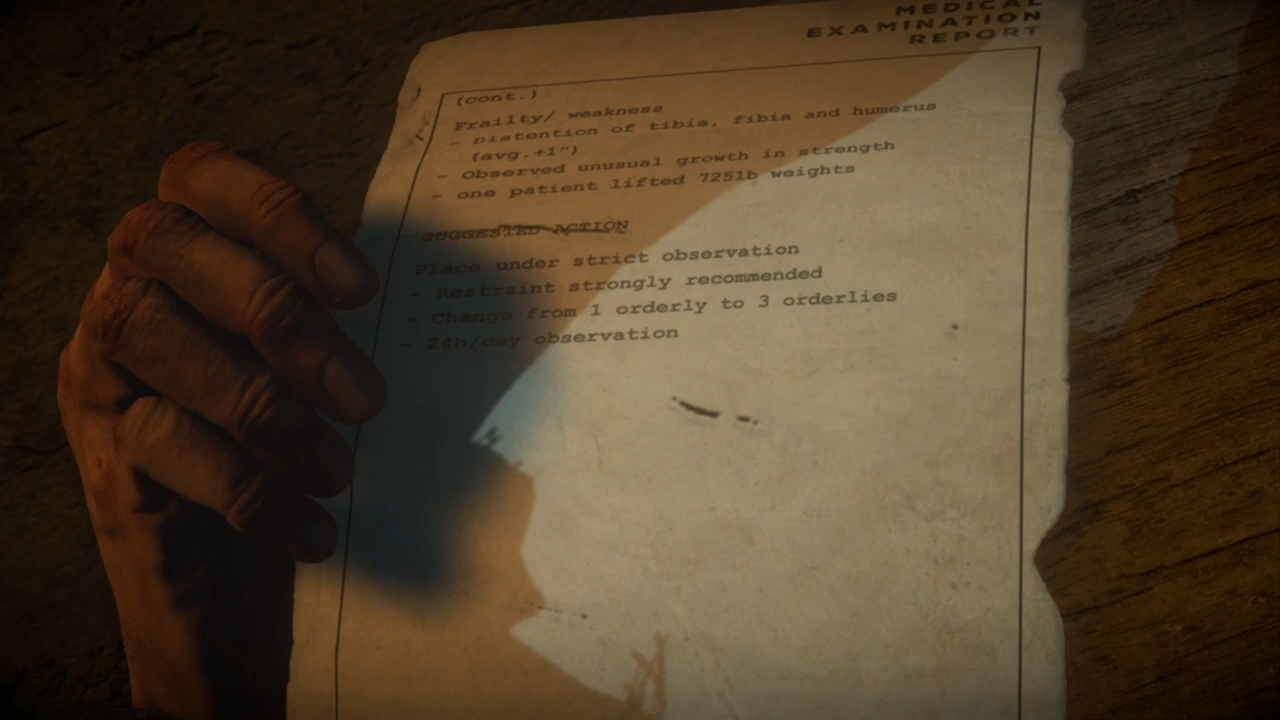 MEDICAL
EXAMINATION
REPORT
(cont.)
Frailty/ weakness
- Distention of tibia, fibia and humerus
(avg.+1")
- Observed unusual growth in strength
- one patient lifted 725lb weights
SUGGESTED ACTION
Place under strict observation
- Restraint strongly recommended
- Change from 1 orderly to 3 orderlies
- 24h/day observation